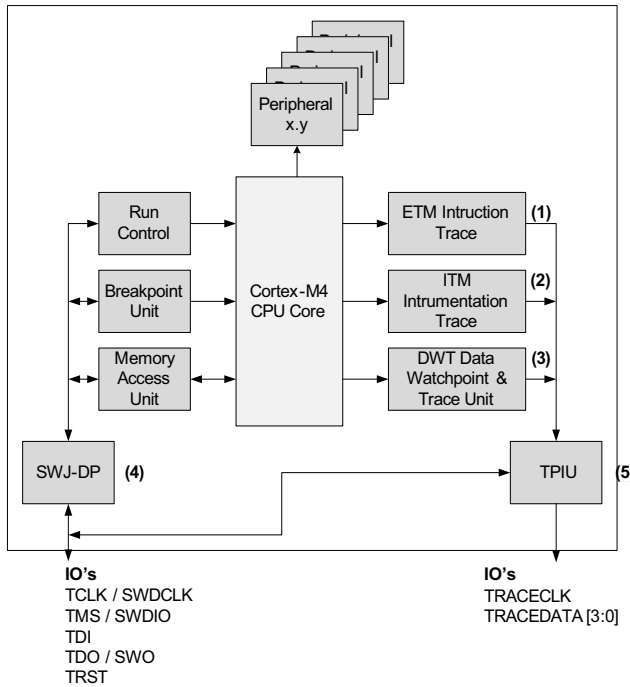 Peripheral
x.y
Run
Control
ETM Intruction
Trace
(1)
Breakpoint
Unit
Cortex-M4
CPU Core
ITM
Intrumentation
Trace
(2)
Memory
Access
Unit
DWT Data
Watchpoint &
Trace Unit
(3)
SWJ-DP
(4)
TPIU
(5
IO's
TCLK / SWDCLK
TMS / SWDIO
TDI
TDO / SWO
TRST
IO's
TRACECLK
TRACEDATA [3:0]